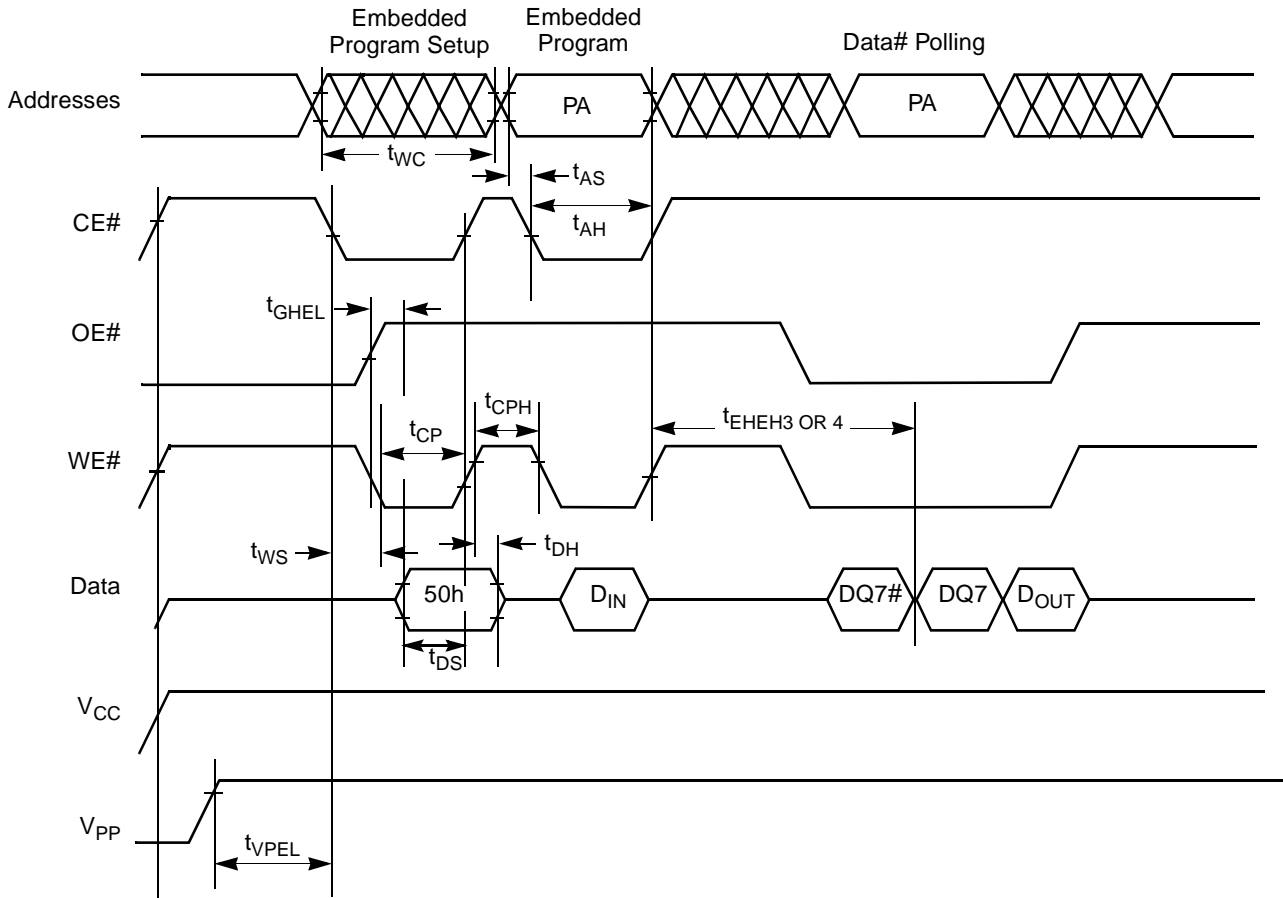 Embedded
Program Setup
Embedded
Program
Data# Polling
Addresses
PA
PA
tWC
tAS
CE#
tAH
tGHEL
OE#
tCPH
tCP
tEHEH3 OR 4
WE#
tWS
tDH
Data
50h
DIN
DQ7#
DQ7
DOUT
tDS
VCC
VPP
tVPEL